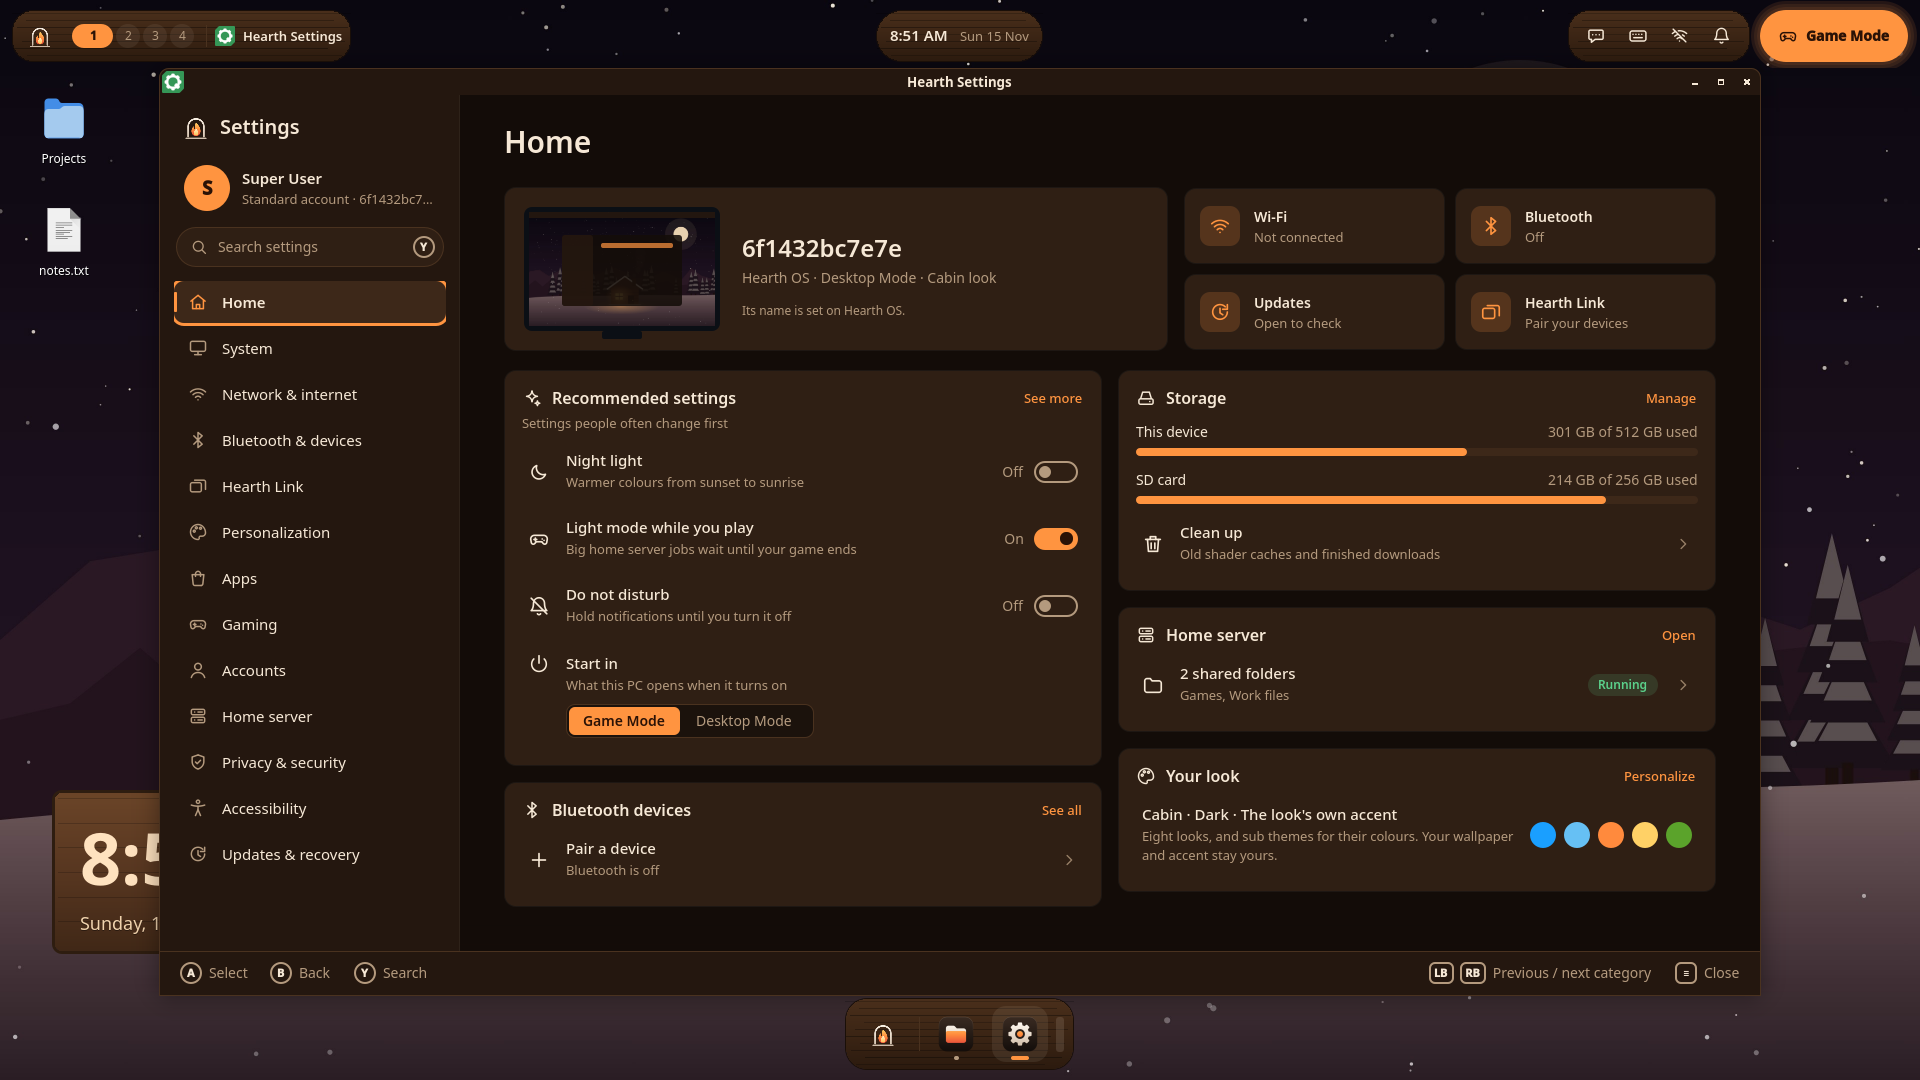 1 2 3 4 Hearth Settings
8:51 AM Sun 15 Nov
Game Mode
Projects
notes.txt
8:5
Sunday, 1
Hearth Settings
Settings
S
Super User
Standard account · 6f1432bc7...
Search settings Y
Home
System
Network & internet
Bluetooth & devices
Hearth Link
Personalization
Apps
Gaming
Accounts
Home server
Privacy & security
Accessibility
Updates & recovery
Home
6f1432bc7e7e
Hearth OS · Desktop Mode · Cabin look
Its name is set on Hearth OS.
Wi-Fi
Not connected
Bluetooth
Off
Updates
Open to check
Hearth Link
Pair your devices
Recommended settings See more
Settings people often change first
Night light
Warmer colours from sunset to sunrise
Off
Light mode while you play
Big home server jobs wait until your game ends
On
Do not disturb
Hold notifications until you turn it off
Off
Start in
What this PC opens when it turns on
Game Mode Desktop Mode
Bluetooth devices See all
Pair a device
Bluetooth is off
Storage Manage
This device 301 GB of 512 GB used
SD card 214 GB of 256 GB used
Clean up
Old shader caches and finished downloads
Home server Open
2 shared folders
Games, Work files
Running
Your look Personalize
Cabin · Dark · The look's own accent
Eight looks, and sub themes for their colours. Your wallpaper
and accent stay yours.
A Select B Back Y Search
LB RB Previous / next category ≡ Close